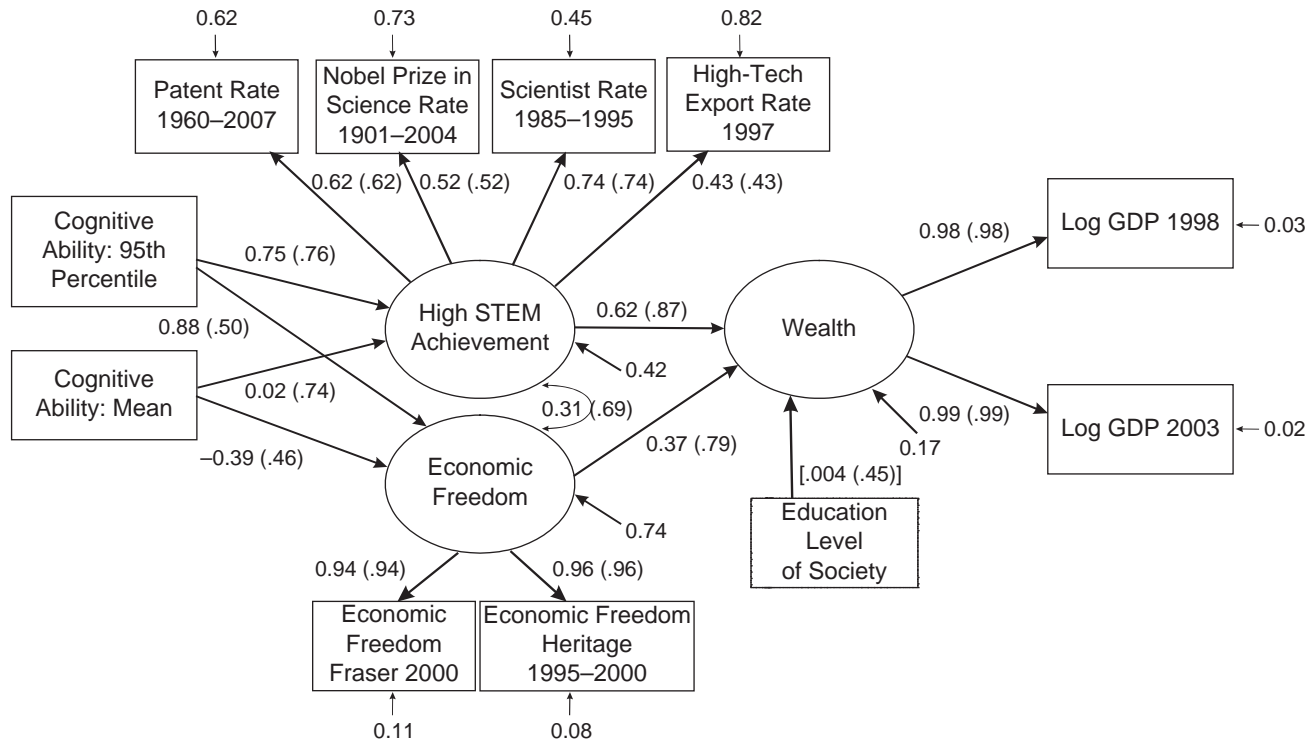 0.62
0.73
0.45
0.82
Patent Rate
1960–2007
Nobel Prize in
Science Rate
1901–2004
Scientist Rate
1985–1995
High-Tech
Export Rate
1997
0.62 (.62)
0.52 (.52)
0.74 (.74)
0.43 (.43)
Cognitive
Ability: 95th
Percentile
0.75 (.76)
0.88 (.50)
Cognitive
Ability: Mean
0.02 (.74)
–0.39 (.46)
High STEM
Achievement
0.62 (.87)
0.42
0.31 (.69)
Economic
Freedom
0.37 (.79)
0.74
Wealth
0.98 (.98)
Log GDP 1998
0.03
0.99 (.99)
Log GDP 2003
0.02
0.17
[.004 (.45)]
Education
Level
of Society
0.94 (.94)
0.96 (.96)
Economic
Freedom
Fraser 2000
Economic Freedom
Heritage
1995–2000
0.11
0.08